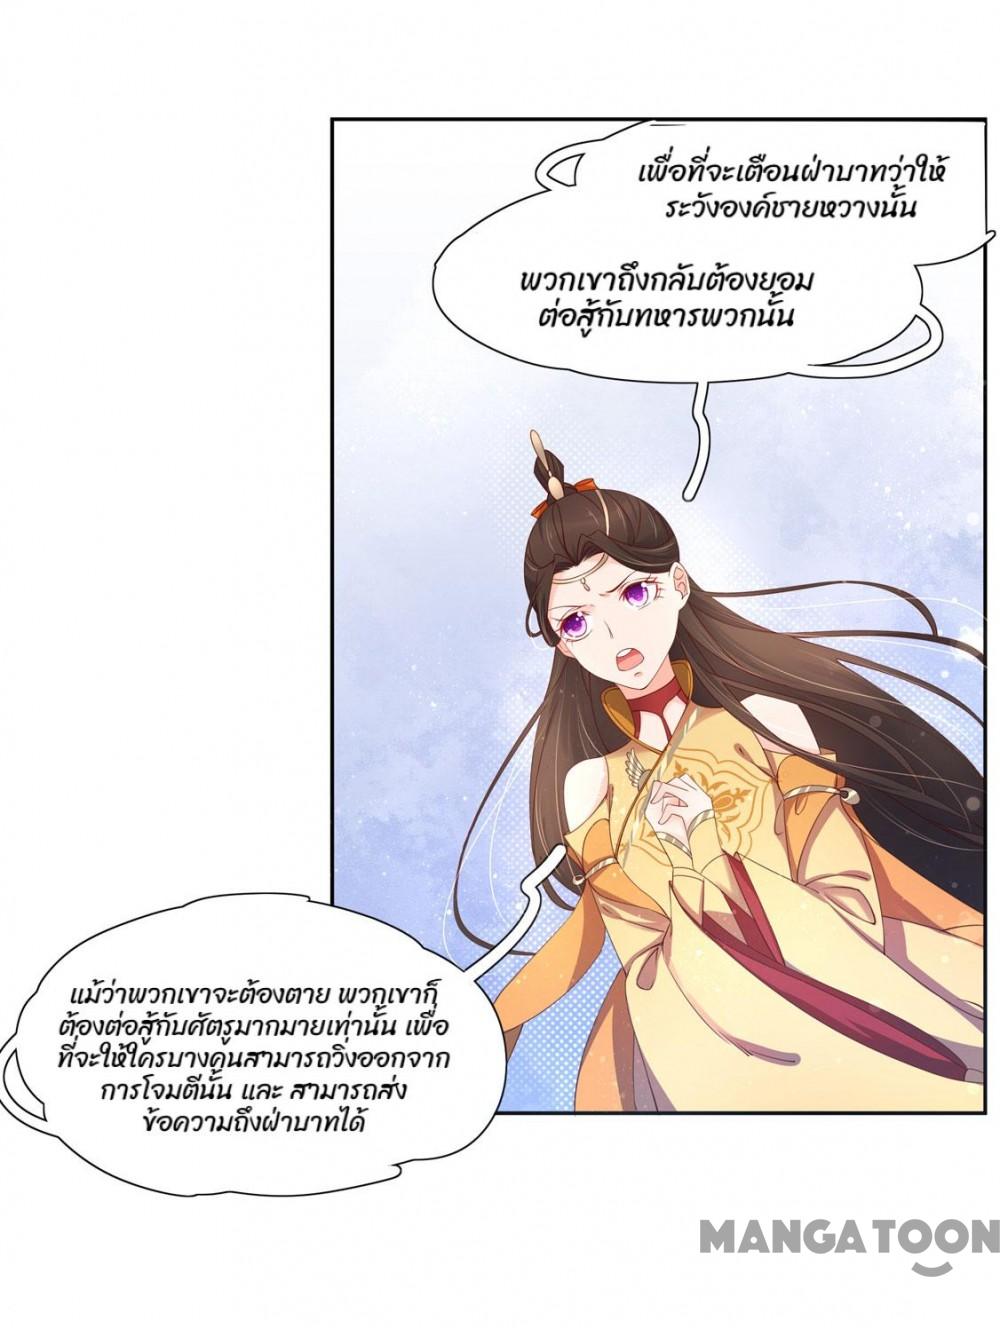 เพื่อที่จะเตือนฝ่าบาทว่าให้
ระวังองค์ชายหวางนั้น
พวกเขาถึงกลับต้องยอม
ต่อสู้กับทหารพวกนั้น
แม้ว่าพวกเขาจะต้องตาย พวกเขาก็
ต้องต่อสู้กับศัตรูมากมายเท่านั้น เพื่อ
ที่จะให้ใครบางคนสามารถวิ่งออกจาก
การโจมตีนั้น และ สามารถส่ง
ข้อความถึงฝ่าบาทได้
MANGATOON